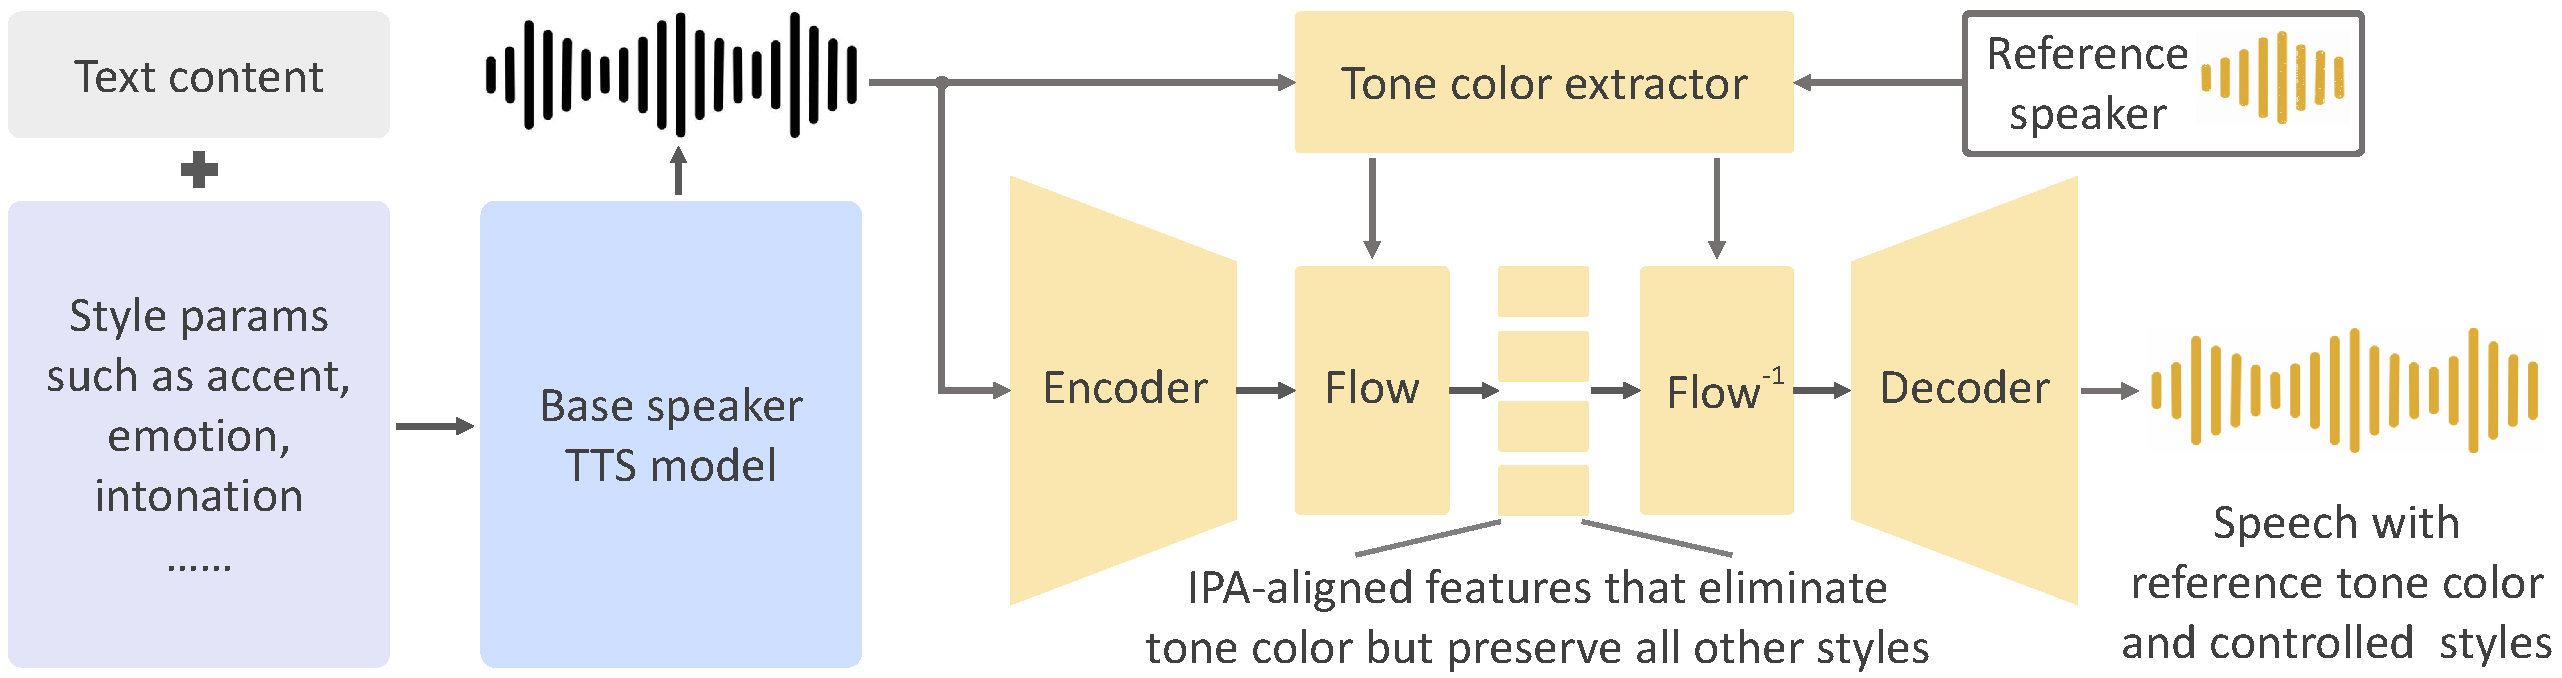 Text content
Style params
such as accent,
emotion,
intonation
......
Base speaker
TTS model
Tone color extractor
Reference
speaker
Encoder
Flow
Flow⁻¹
Decoder
IPA-aligned features that eliminate
tone color but preserve all other styles
Speech with
reference tone color
and controlled styles